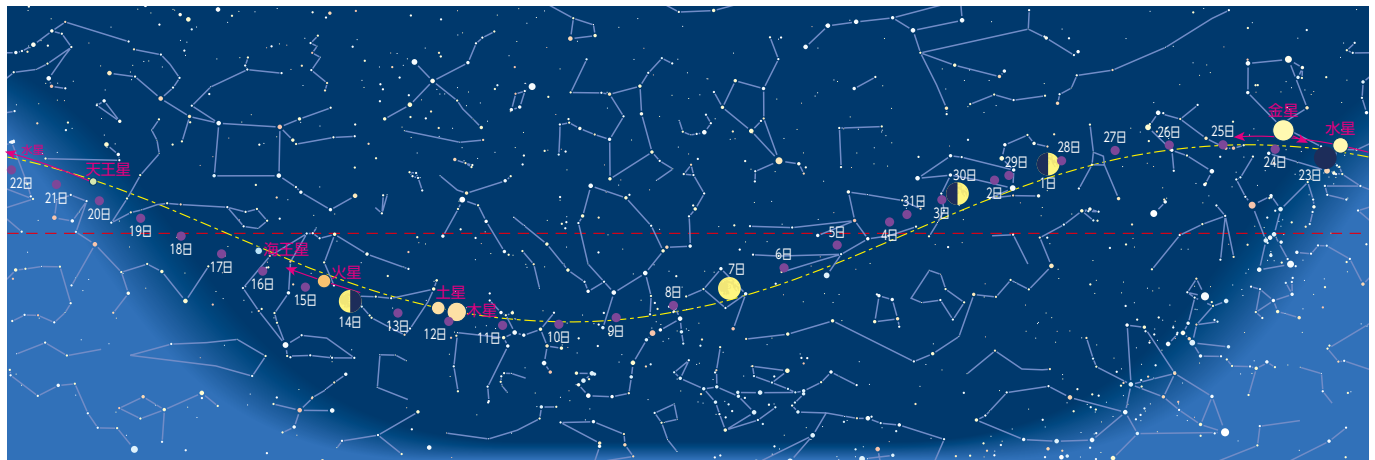 金星
水星
27日
26日
25日
24日
23日
28日
29日
30日
1日
2日
31日
3日
4日
5日
6日
7日
8日
9日
10日
11日
12日
13日
14日
15日
16日
17日
18日
19日
20日
21日
22日
水星
天王星
海王星
火星
土星
木星